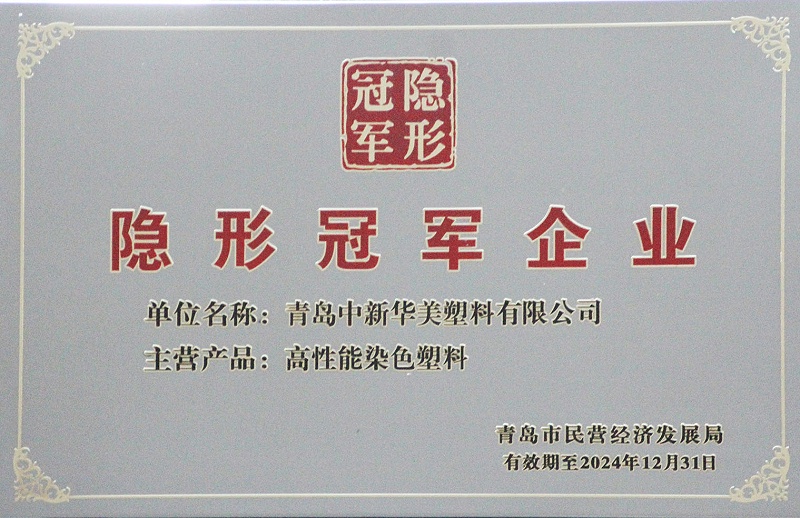 隐形
冠军
隐形冠军企业
单位名称：青岛中新华美塑料有限公司
主营产品：高性能染色塑料
青岛市民营经济发展局
有效期至2024年12月31日